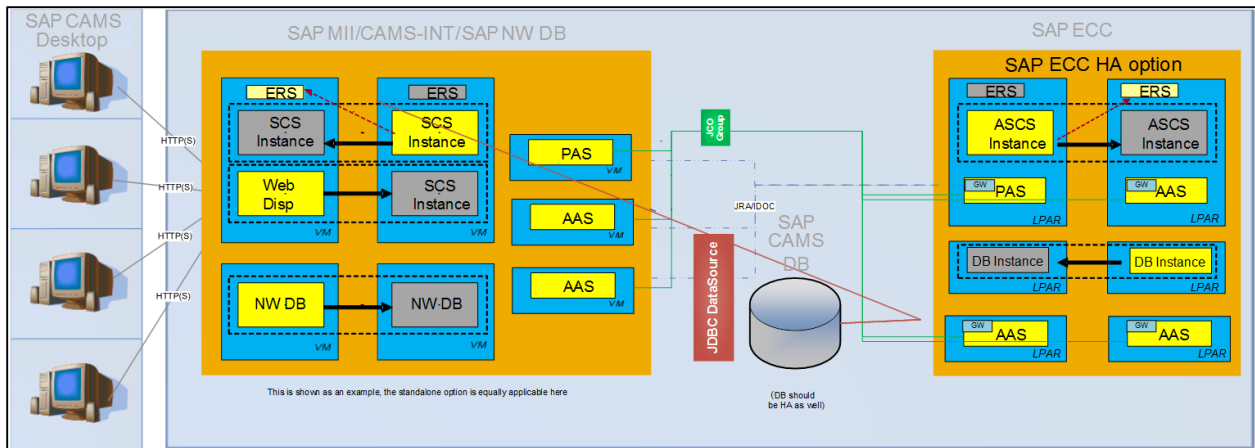 SAP CAMS
Desktop
HTTP(S)
HTTP(S)
HTTP(S)
HTTP(S)
SAP MII/CAMS-INT/SAP NW DB
ERS
ERS
SCS
Instance
SCS
Instance
Web
Disp
SCS
Instance
VM
VM
NW DB
NW-DB
VM
VM
PAS
VM
AAS
VM
AAS
VM
This is shown as an example, the standalone option is equally applicable here
JCO
Group
JRA/IDOC
JDBC DataSource
SAP
CAMS
DB
(DB should
be HA as well)
SAP ECC
SAP ECC HA option
ERS
ERS
ASCS
Instance
ASCS
Instance
GW
PAS
GW
AAS
LPAR
LPAR
DB Instance
DB Instance
LPAR
LPAR
GW
AAS
GW
AAS
LPAR
LPAR